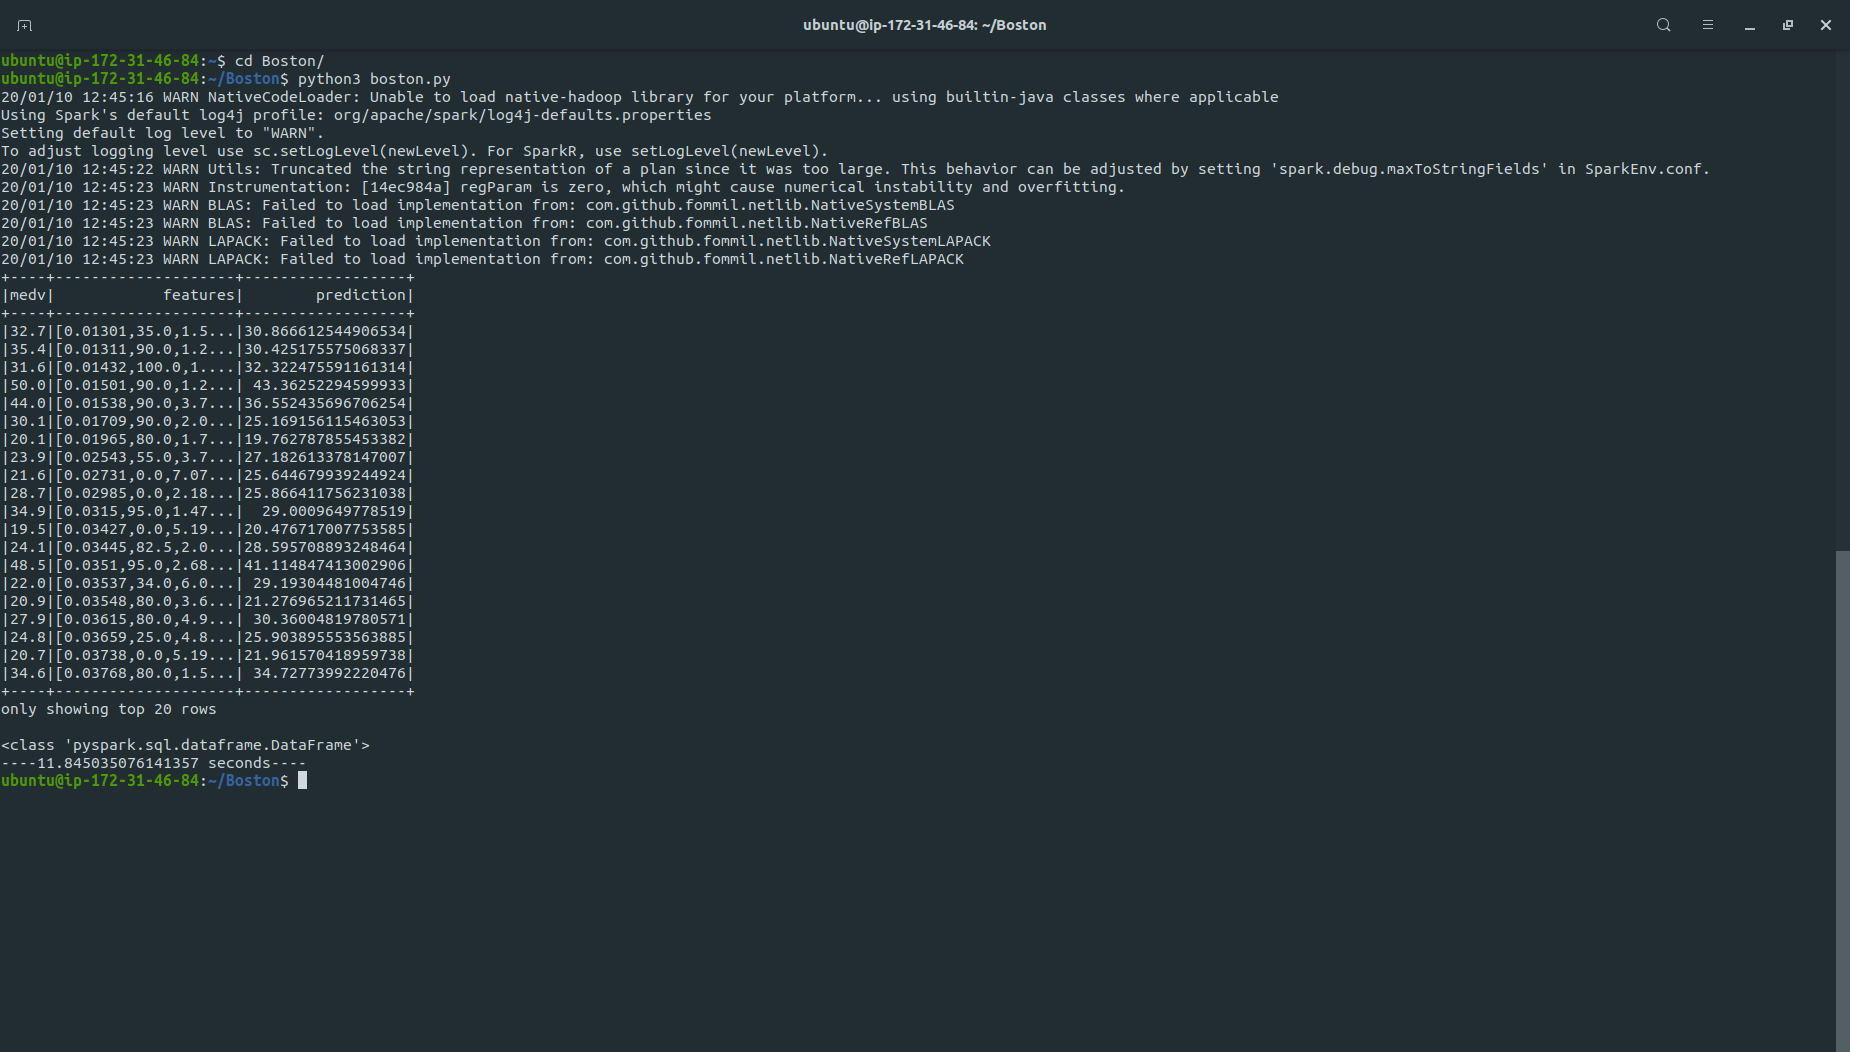 ubuntu@ip-172-31-46-84: ~/Boston
ubuntu@ip-172-31-46-84:~$ cd Boston/
ubuntu@ip-172-31-46-84:~/Boston$ python3 boston.py
20/01/10 12:45:16 WARN NativeCodeLoader: Unable to load native-hadoop library for your platform... using builtin-java classes where applicable
Using Spark's default log4j profile: org/apache/spark/log4j-defaults.properties
Setting default log level to "WARN".
To adjust logging level use sc.setLogLevel(newLevel). For SparkR, use setLogLevel(newLevel).
20/01/10 12:45:22 WARN Utils: Truncated the string representation of a plan since it was too large. This behavior can be adjusted by setting 'spark.debug.maxToStringFields' in SparkEnv.conf.
20/01/10 12:45:23 WARN Instrumentation: [14ec984a] regParam is zero, which might cause numerical instability and overfitting.
20/01/10 12:45:23 WARN BLAS: Failed to load implementation from: com.github.fommil.netlib.NativeSystemBLAS
20/01/10 12:45:23 WARN BLAS: Failed to load implementation from: com.github.fommil.netlib.NativeRefBLAS
20/01/10 12:45:23 WARN LAPACK: Failed to load implementation from: com.github.fommil.netlib.NativeSystemLAPACK
20/01/10 12:45:23 WARN LAPACK: Failed to load implementation from: com.github.fommil.netlib.NativeRefLAPACK
+----+--------------------+------------------+
|medv|            features|        prediction|
+----+--------------------+------------------+
|32.7|[0.01301,35.0,1.5...|30.866612544906534|
|35.4|[0.01311,90.0,1.2...|30.425175575068337|
|31.6|[0.01432,100.0,1....|32.322475591161314|
|50.0|[0.01501,90.0,1.2...| 43.36252294599933|
|44.0|[0.01538,90.0,3.7...|36.552435696706254|
|30.1|[0.01709,90.0,2.0...|25.169156115463053|
|20.1|[0.01965,80.0,1.7...|19.762787855453382|
|23.9|[0.02543,55.0,3.7...|27.182613378147007|
|21.6|[0.02731,0.0,7.07...|25.644679939244924|
|28.7|[0.02985,0.0,2.18...|25.866411756231038|
|34.9|[0.0315,95.0,1.47...|  29.0009649778519|
|19.5|[0.03427,0.0,5.19...|20.476717007753585|
|24.1|[0.03445,82.5,2.0...|28.595708893248464|
|48.5|[0.0351,95.0,2.68...|41.114847413002906|
|22.0|[0.03537,34.0,6.0...| 29.19304481004746|
|20.9|[0.03548,80.0,3.6...|21.276965211731465|
|27.9|[0.03615,80.0,4.9...| 30.36004819780571|
|24.8|[0.03659,25.0,4.8...|25.903895553563885|
|20.7|[0.03738,0.0,5.19...|21.961570418959738|
|34.6|[0.03768,80.0,1.5...| 34.72773992220476|
+----+--------------------+------------------+
only showing top 20 rows
<class 'pyspark.sql.dataframe.DataFrame'>
----11.845035076141357 seconds----
ubuntu@ip-172-31-46-84:~/Boston$